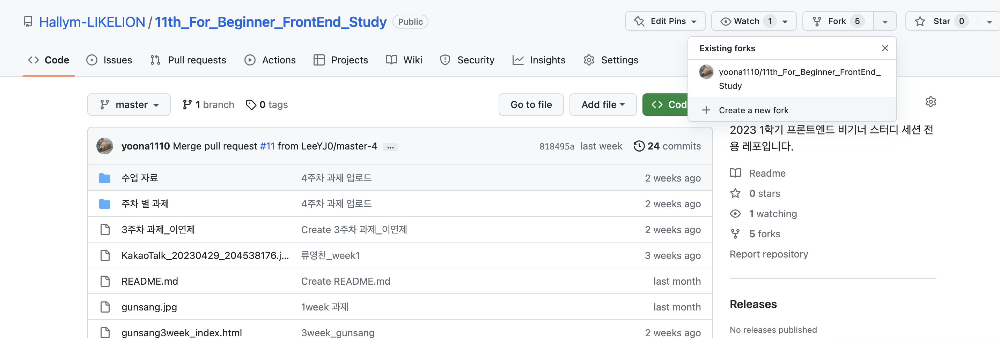 Hallym-LIKELION / 11th_For_Beginner_FrontEnd_Study Public
Edit Pins Watch 1 Fork 5 Star 0
Existing forks
yoona1110/11th_For_Beginner_FrontEnd_
Study
Create a new fork
Code Issues Pull requests Actions Projects Wiki Security Insights Settings
master 1 branch 0 tags Go to file Add file Cod
yoona1110 Merge pull request #11 from LeeYJ0/master-4 ... 818495a last week 24 commits
수업 자료 4주차 과제 업로드 2 weeks ago
주차 별 과제 4주차 과제 업로드 2 weeks ago
3주차 과제_이연제 Create 3주차 과제_이연제 2 weeks ago
KakaoTalk_20230429_204538176.j... 류영찬_week1 3 weeks ago
README.md Create README.md last month
gunsang.jpg 1week 과제 last month
gunsang3week_index.html 3week_gunsang 2 weeks ago
2023 1학기 프론트엔드 비기너 스터디 세션 전
용 레포입니다.
Readme
0 stars
1 watching
5 forks
Report repository
Releases
No releases published